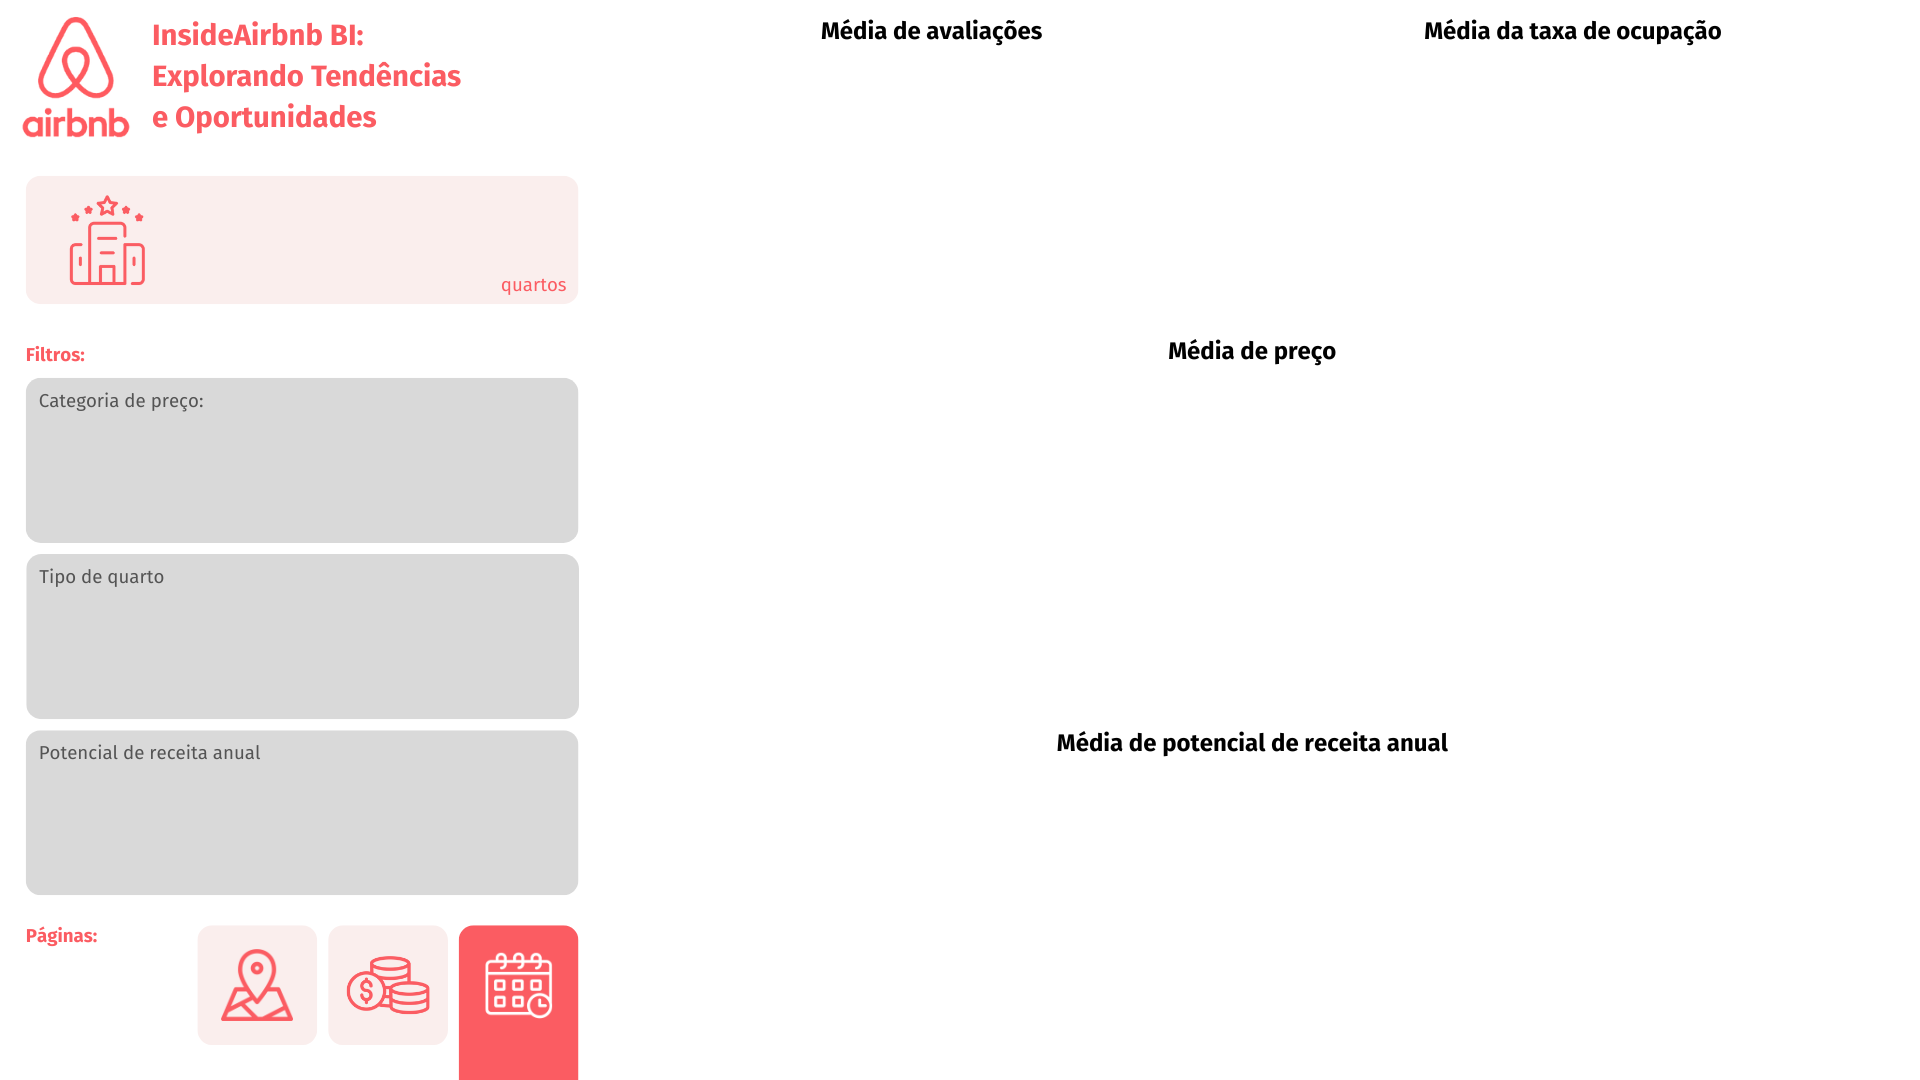 airbnb
InsideAirbnb BI:
Explorando Tendências
e Oportunidades
quartos
Filtros:
Categoria de preço:
Tipo de quarto
Potencial de receita anual
Páginas:
$
Média de avaliações
Média da taxa de ocupação
Média de preço
Média de potencial de receita anual